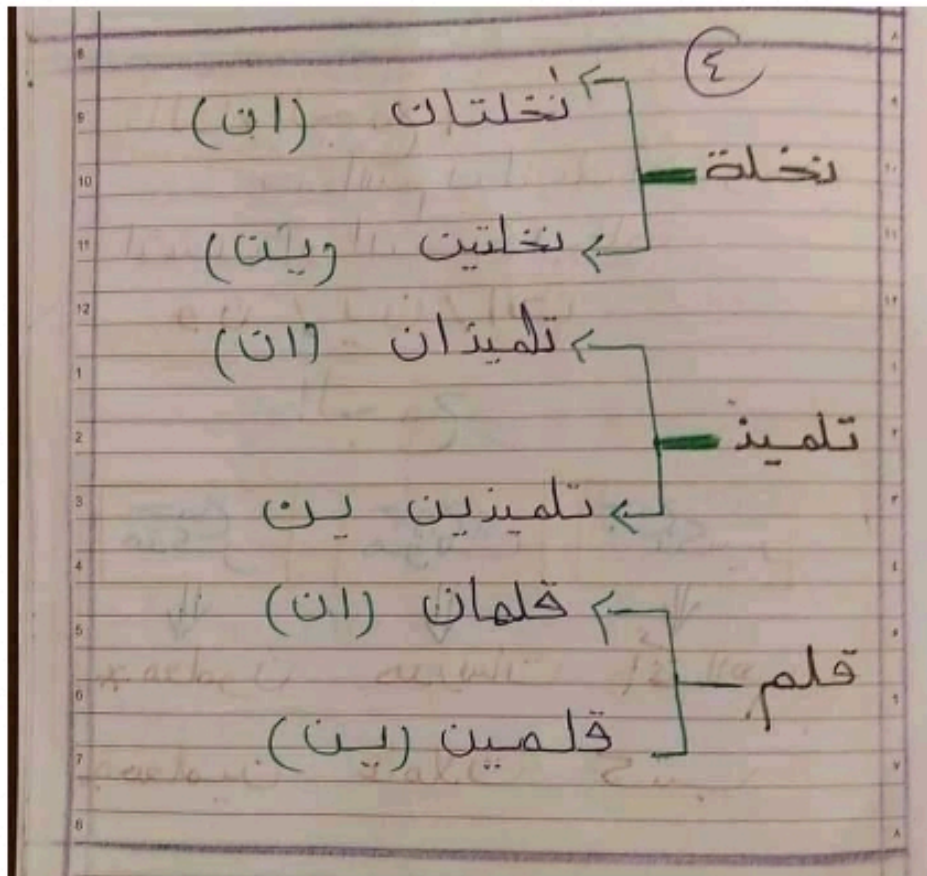 ٤
نخلتان (ان)
نخلة
نخلتين (ين)
تلميذان (ان)
تلميذ
تلميذين ين
قلمان (ان)
قلم
قلمين (ين)